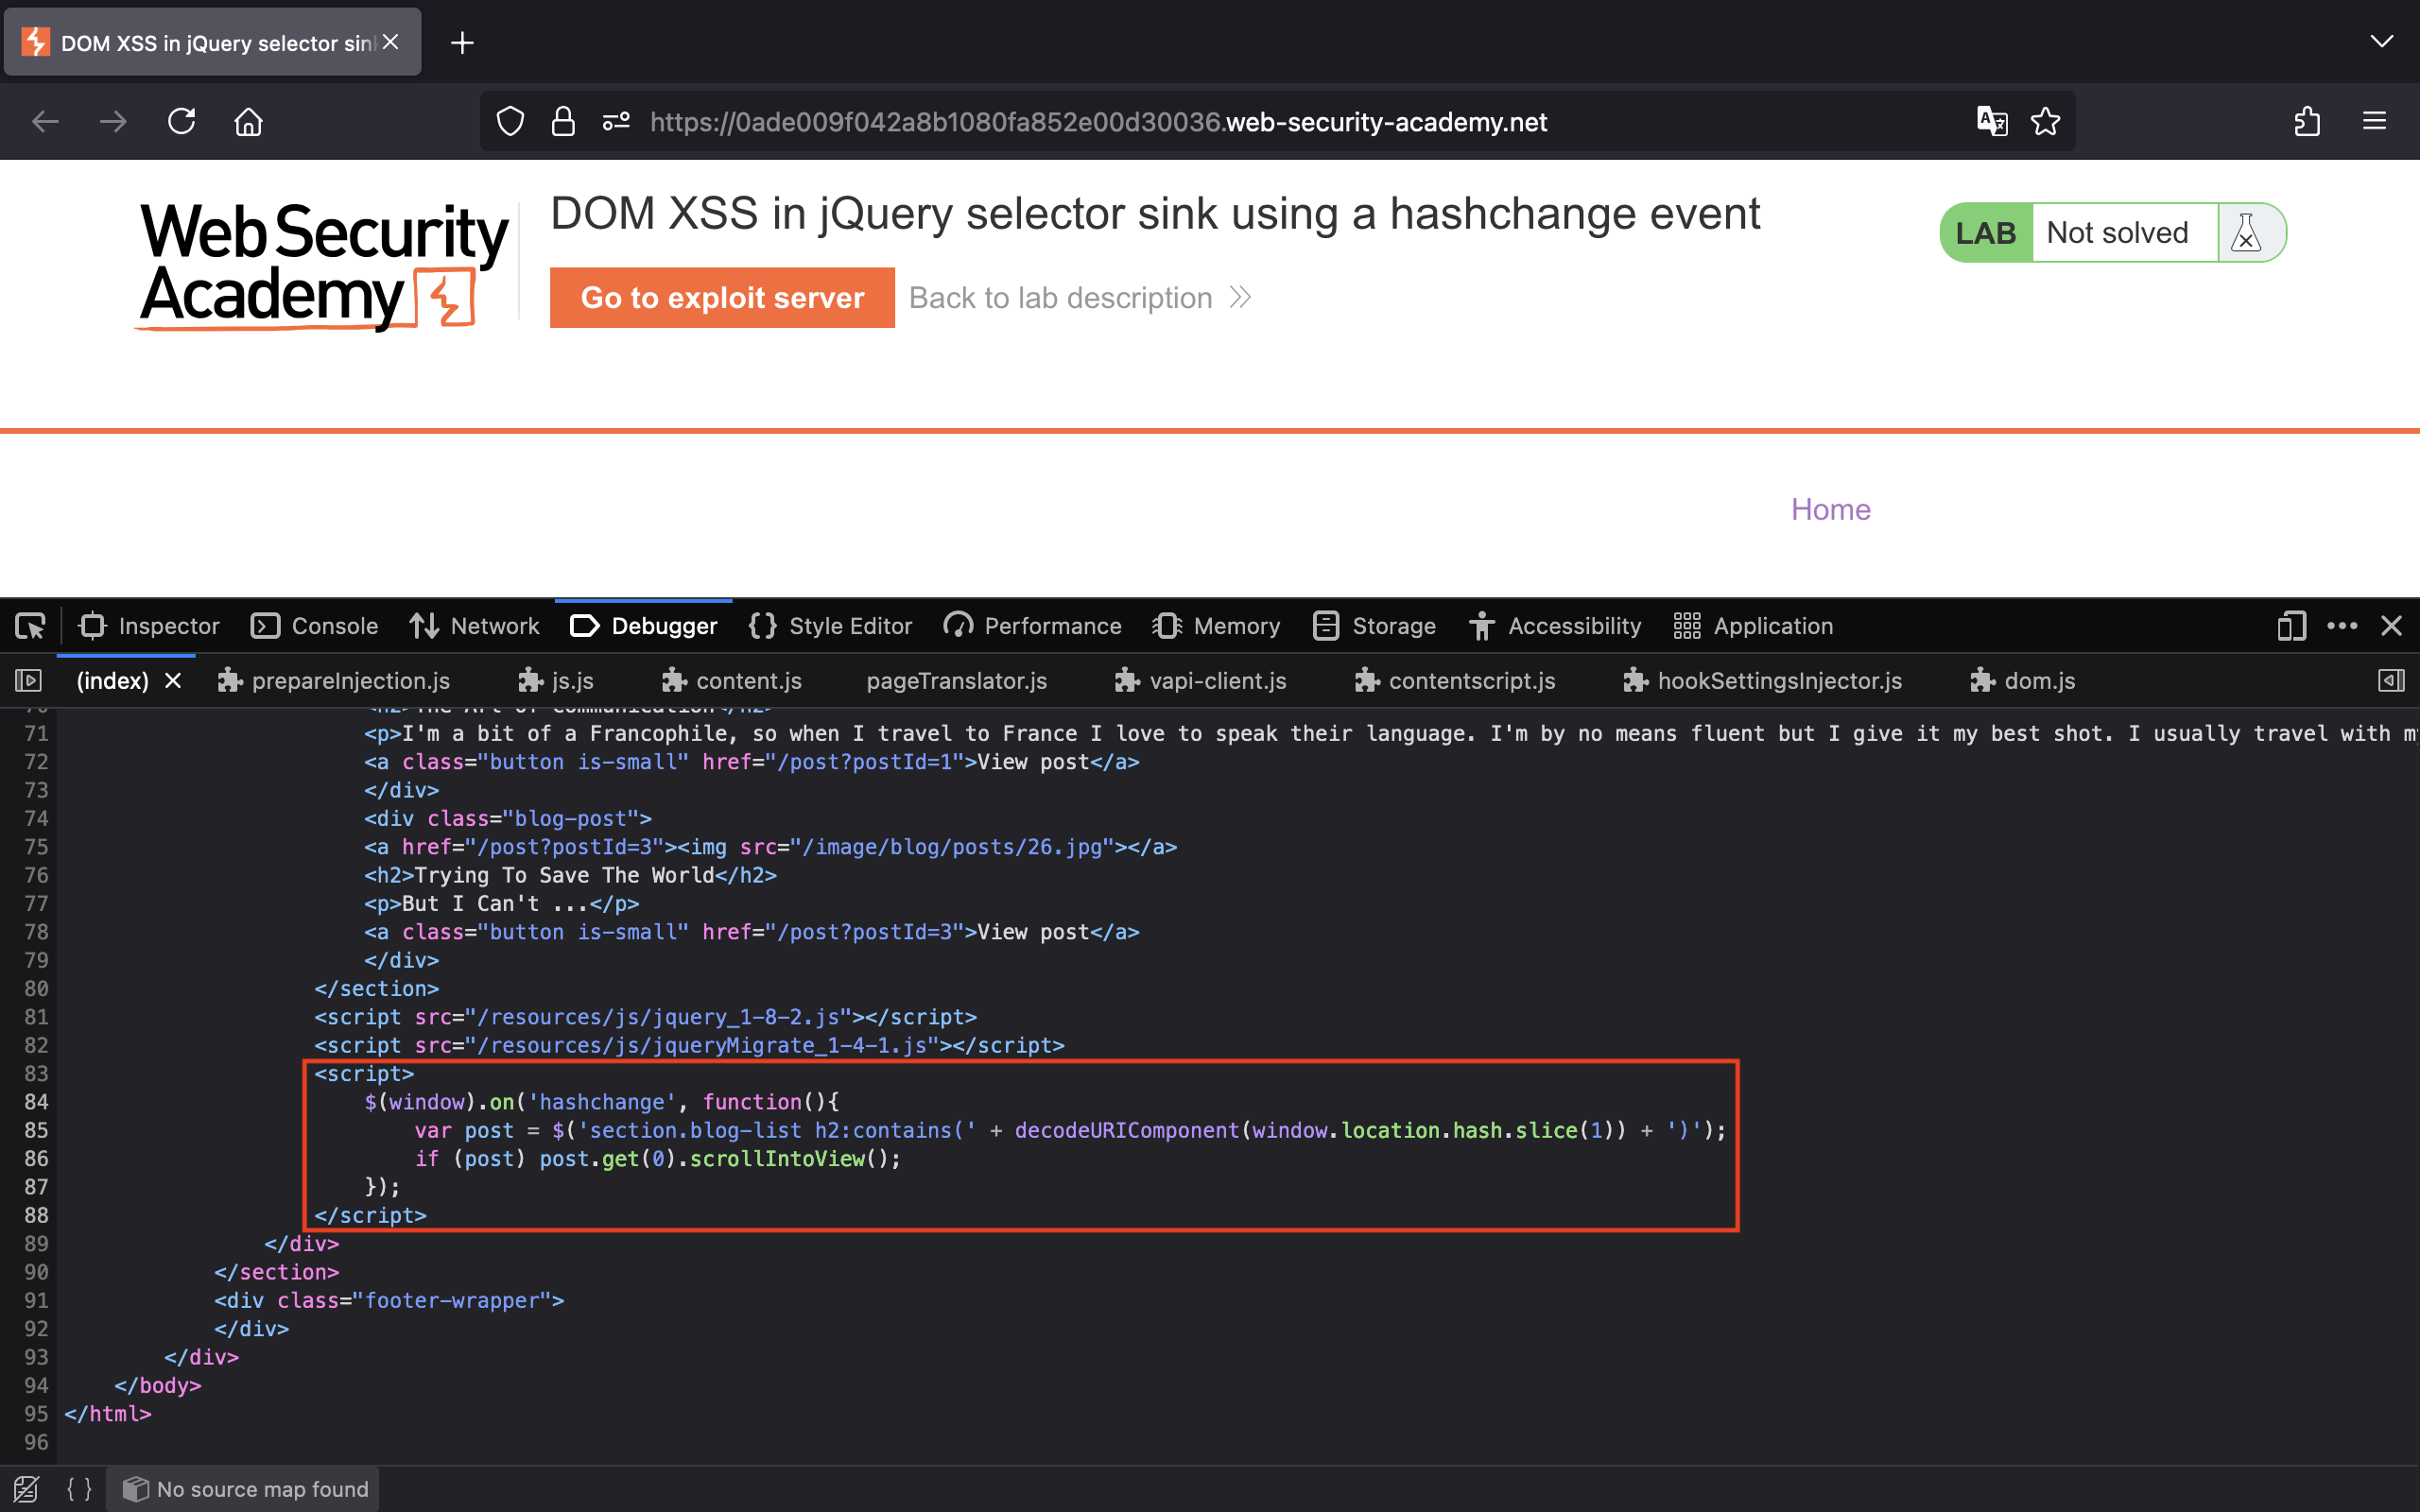 DOM XSS in jQuery selector sin
https://0ade009f042a8b1080fa852e00d30036.web-security-academy.net
Web Security
Academy
DOM XSS in jQuery selector sink using a hashchange event
Go to exploit server
Back to lab description
LAB
Not solved
Home
Inspector Console Network Debugger Style Editor Performance Memory Storage Accessibility Application
(index) prepareInjection.js js.js content.js pageTranslator.js vapi-client.js contentscript.js hookSettingsInjector.js dom.js
70 <h2>The Art of Communication</h2>
71 <p>I'm a bit of a Francophile, so when I travel to France I love to speak their language. I'm by no means fluent but I give it my best shot. I usually travel with m
72 <a class="button is-small" href="/post?postId=1">View post</a>
73 </div>
74 <div class="blog-post">
75 <a href="/post?postId=3"><img src="/image/blog/posts/26.jpg"></a>
76 <h2>Trying To Save The World</h2>
77 <p>But I Can't ...</p>
78 <a class="button is-small" href="/post?postId=3">View post</a>
79 </div>
80 </section>
81 <script src="/resources/js/jquery_1-8-2.js"></script>
82 <script src="/resources/js/jqueryMigrate_1-4-1.js"></script>
83 <script>
84 $(window).on('hashchange', function(){
85 var post = $('section.blog-list h2:contains(' + decodeURIComponent(window.location.hash.slice(1)) + ')');
86 if (post) post.get(0).scrollIntoView();
87 });
88 </script>
89 </div>
90 </section>
91 <div class="footer-wrapper">
92 </div>
93 </div>
94 </body>
95 </html>
96
{ } No source map found